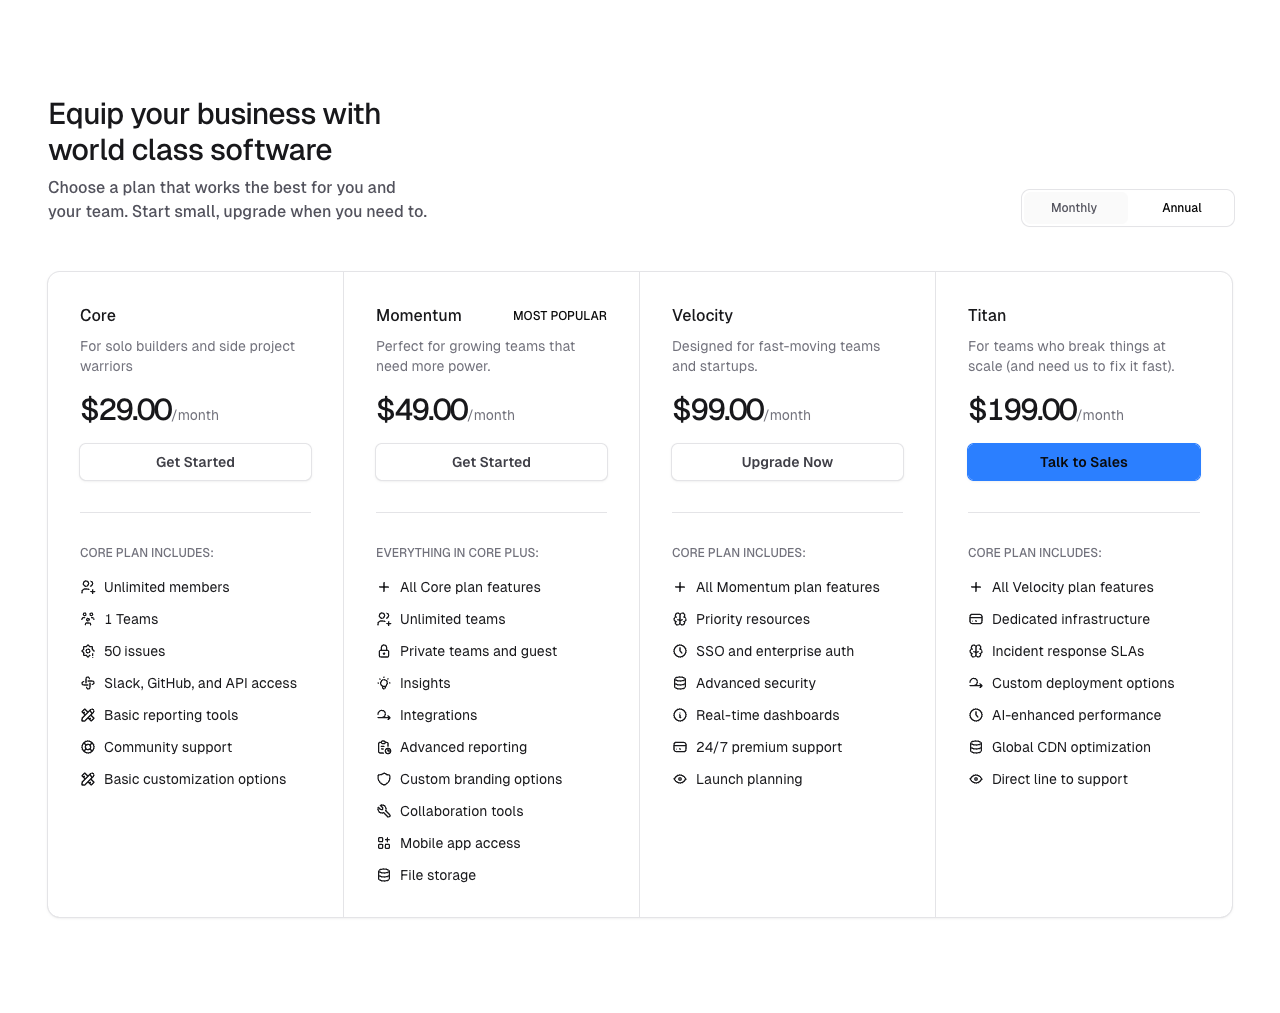 Equip your business with
world class software
Choose a plan that works the best for you and
your team. Start small, upgrade when you need to.
Monthly
Annual
Core
For solo builders and side project
warriors
$29.00/month
Get Started
CORE PLAN INCLUDES:
Unlimited members
1 Teams
50 issues
Slack, GitHub, and API access
Basic reporting tools
Community support
Basic customization options
Momentum
MOST POPULAR
Perfect for growing teams that
need more power.
$49.00/month
Get Started
EVERYTHING IN CORE PLUS:
All Core plan features
Unlimited teams
Private teams and guest
Insights
Integrations
Advanced reporting
Custom branding options
Collaboration tools
Mobile app access
File storage
Velocity
Designed for fast-moving teams
and startups.
$99.00/month
Upgrade Now
CORE PLAN INCLUDES:
All Momentum plan features
Priority resources
SSO and enterprise auth
Advanced security
Real-time dashboards
24/7 premium support
Launch planning
Titan
For teams who break things at
scale (and need us to fix it fast).
$199.00/month
Talk to Sales
CORE PLAN INCLUDES:
All Velocity plan features
Dedicated infrastructure
Incident response SLAs
Custom deployment options
AI-enhanced performance
Global CDN optimization
Direct line to support